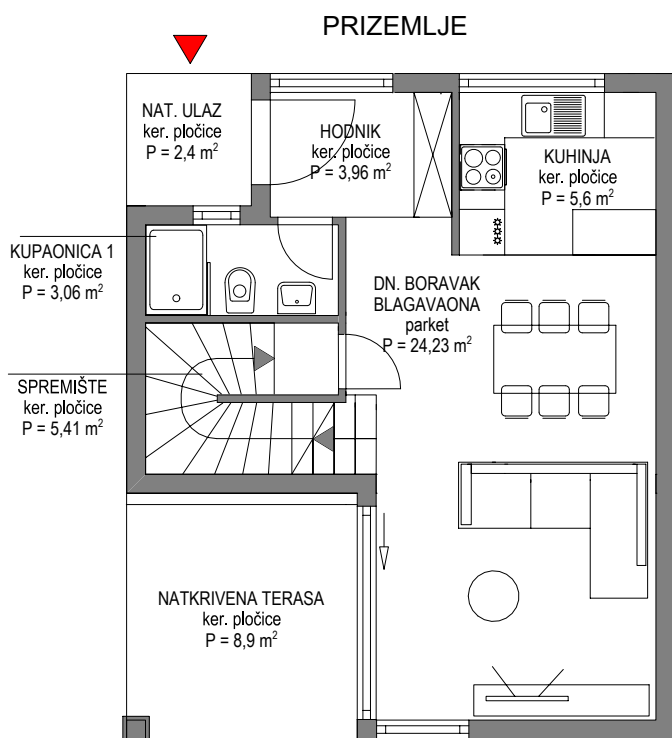 PRIZEMLJE
NAT. ULAZ
ker. pločice
P = 2,4 m²
HODNIK
ker. pločice
P = 3,96 m²
KUHINJA
ker. pločice
P = 5,6 m²
KUPAONICA 1
ker. pločice
P = 3,06 m²
DN. BORAVAK
BLAGAVAONA
parket
P = 24,23 m²
SPREMIŠTE
ker. pločice
P = 5,41 m²
NATKRIVENA TERASA
ker. pločice
P = 8,9 m²